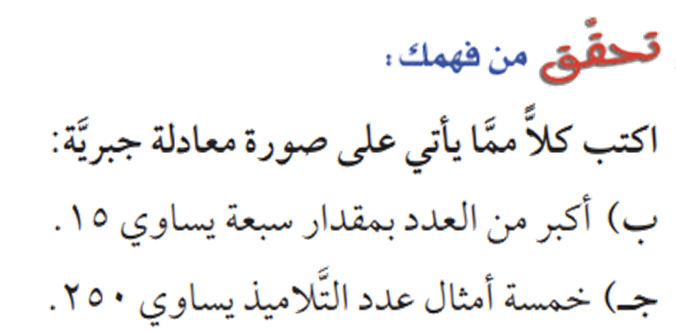 تحقّق من فهمك :
اكتب كلاًّ ممَّا يأتي على صورة معادلة جبريَّة:
ب) أكبر من العدد بمقدار سبعة يساوي ١٥ .
جـ) خمسة أمثال عدد التَّلاميذ يساوي ٢٥٠ .